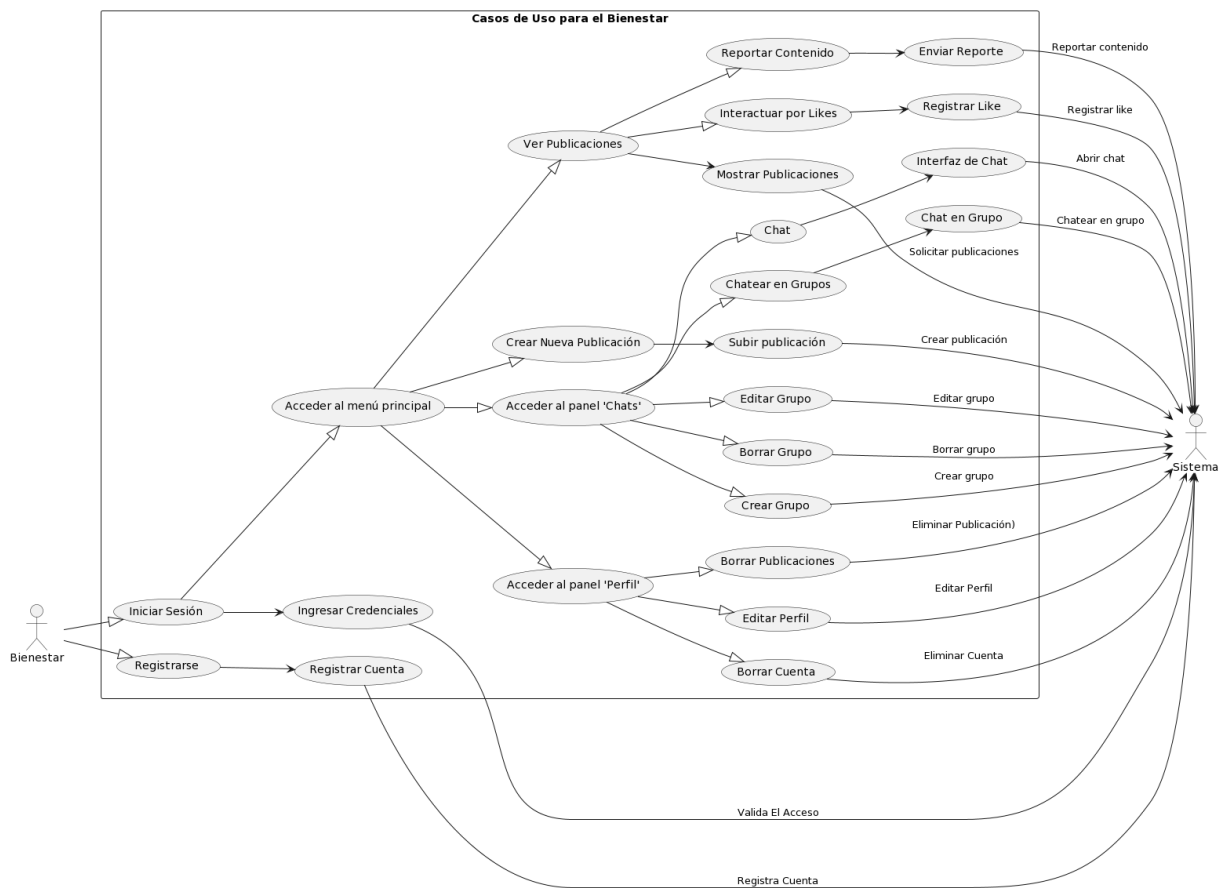 Casos de Uso para el Bienestar
Reportar Contenido
Enviar Reporte
Reportar contenido
Interactuar por Likes
Registrar Like
Registrar like
Ver Publicaciones
Mostrar Publicaciones
Interfaz de Chat
Abrir chat
Chat
Chat en Grupo
Chatear en grupo
Solicitar publicaciones
Chatear en Grupos
Crear Nueva Publicación
Subir publicación
Crear publicación
Acceder al menú principal
Acceder al panel 'Chats'
Editar Grupo
Editar grupo
Borrar Grupo
Borrar grupo
Sistema
Crear Grupo
Crear grupo
Eliminar Publicación)
Acceder al panel 'Perfil'
Borrar Publicaciones
Editar Perfil
Editar Perfil
Iniciar Sesión
Ingresar Credenciales
Bienestar
Registrarse
Registrar Cuenta
Borrar Cuenta
Eliminar Cuenta
Valida El Acceso
Registra Cuenta